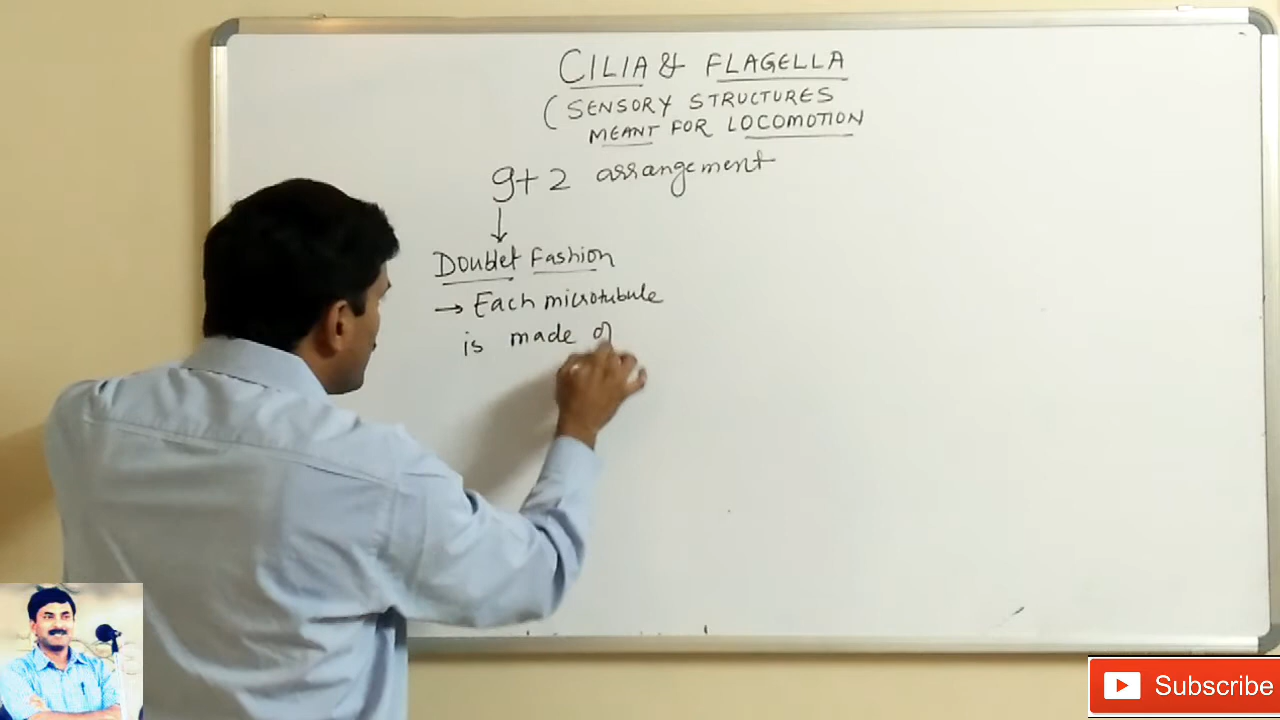 CILIA & FLAGELLA
(SENSORY STRUCTURES
MEANT FOR LOCOMOTION
9+2 arrangement
Doublet Fashion
→ Each microtubule
is made of
Subscribe